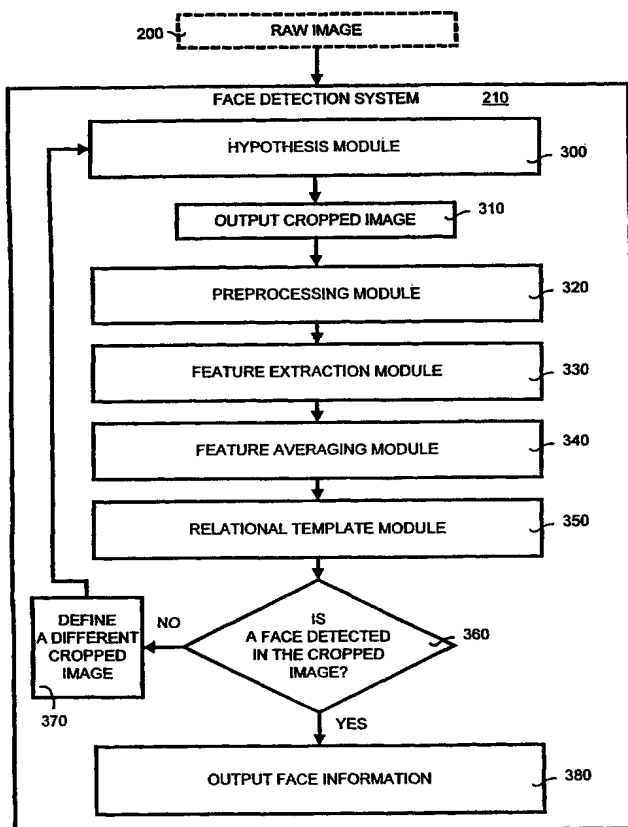 200 RAW IMAGE
FACE DETECTION SYSTEM 210
HYPOTHESIS MODULE 300
OUTPUT CROPPED IMAGE 310
PREPROCESSING MODULE 320
FEATURE EXTRACTION MODULE 330
FEATURE AVERAGING MODULE 340
RELATIONAL TEMPLATE MODULE 350
IS
A FACE DETECTED
IN THE CROPPED
IMAGE?
360
NO
DEFINE
A DIFFERENT
CROPPED
IMAGE
370
YES
OUTPUT FACE INFORMATION 380